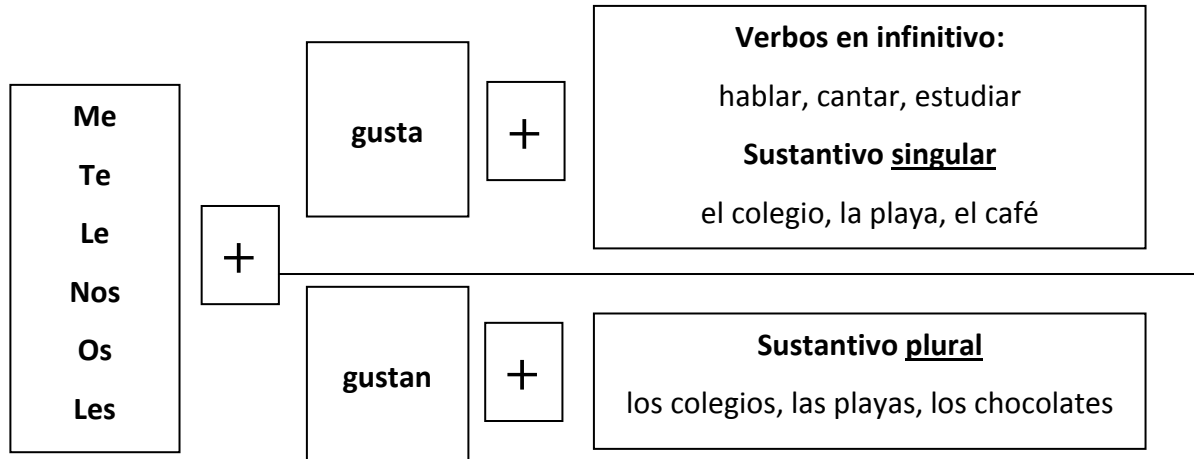 Me
Te
Le
Nos
Os
Les
+
gusta
+
Verbos en infinitivo:
hablar, cantar, estudiar
Sustantivo singular
el colegio, la playa, el café
gustan
+
Sustantivo plural
los colegios, las playas, los chocolates